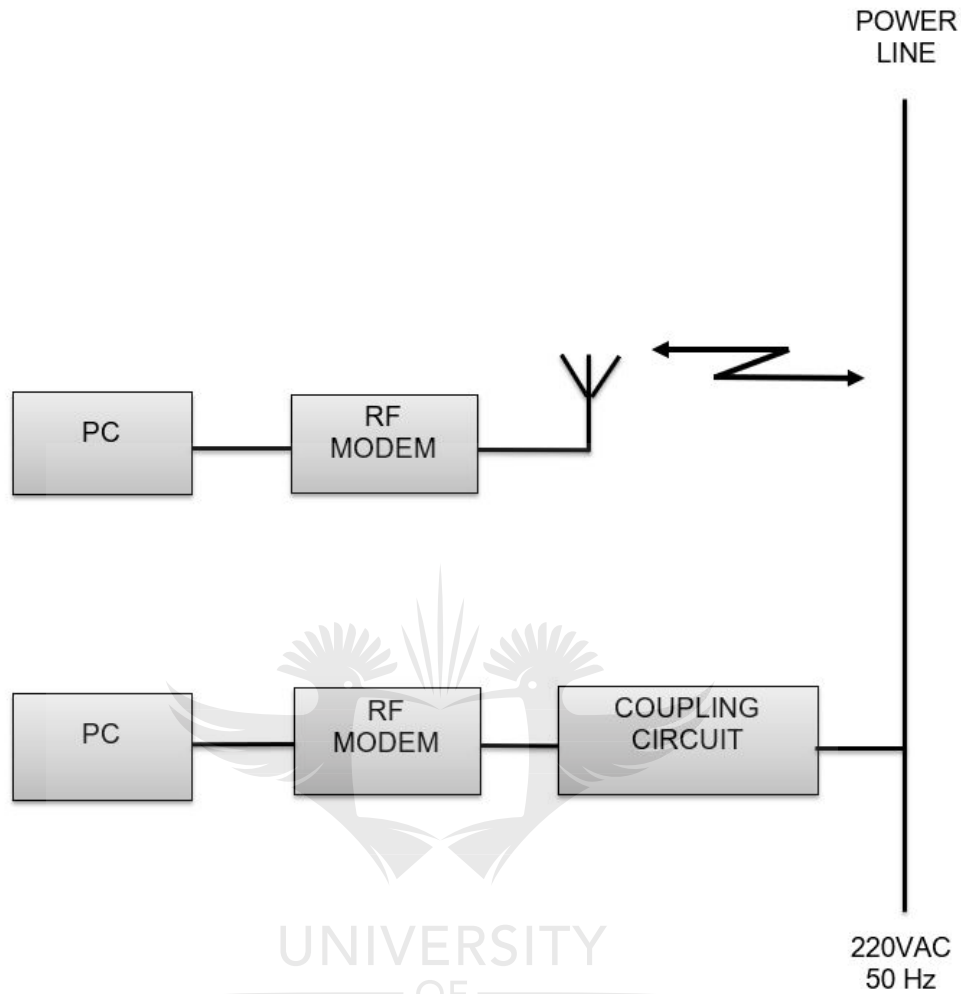 POWER
LINE
PC
RF
MODEM
PC
RF
MODEM
COUPLING
CIRCUIT
UNIVERSITY
OF
220VAC
50 Hz